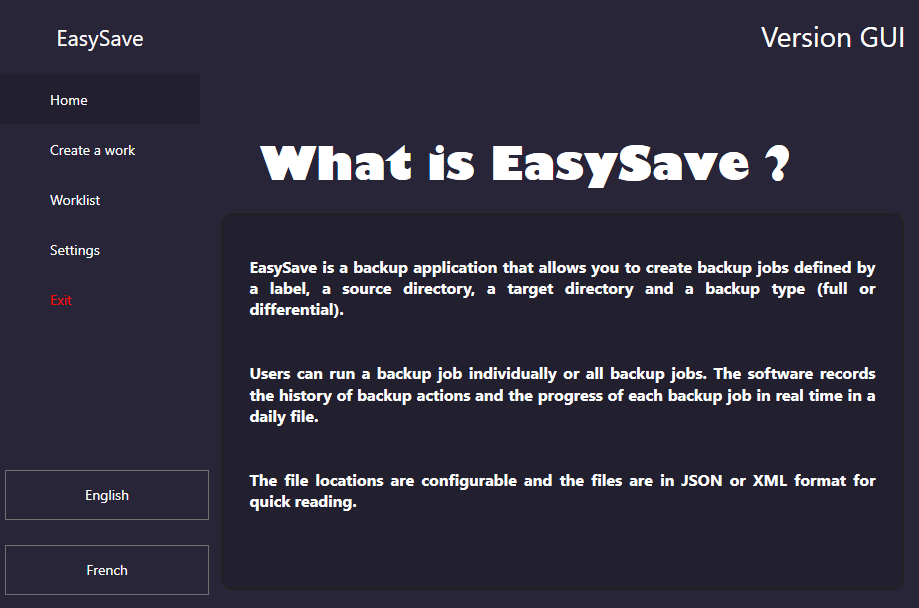 EasySave
Version GUI
Home
Create a work
Worklist
Settings
Exit
English
French
What is EasySave ?
EasySave is a backup application that allows you to create backup jobs defined by
a label, a source directory, a target directory and a backup type (full or
differential).
Users can run a backup job individually or all backup jobs. The software records
the history of backup actions and the progress of each backup job in real time in a
daily file.
The file locations are configurable and the files are in JSON or XML format for
quick reading.